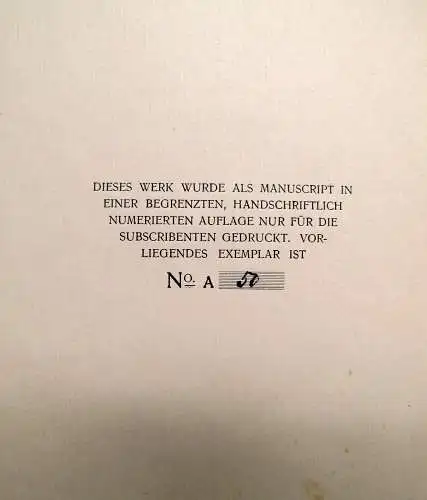 DIESES WERK WURDE ALS MANUSCRIPT IN
EINER BEGRENZTEN, HANDSCHRIFTLICH
NUMERIERTEN AUFLAGE NUR FÜR DIE
SUBSCRIBENTEN GEDRUCKT. VOR-
LIEGENDES EXEMPLAR IST
NO. A 50